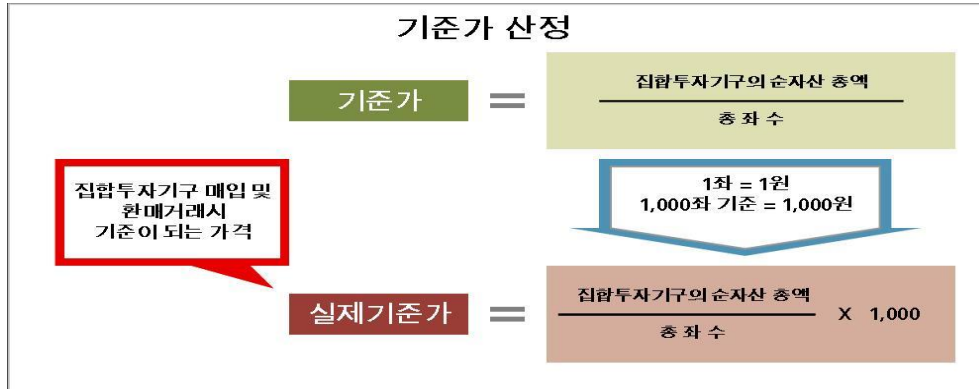 기준가 산정
기준가
=
집합투자기구의 순자산 총액
총 좌 수
집합투자기구 매입 및
환매거래시
기준이 되는 가격
1좌 = 1원
1,000좌 기준 = 1,000원
실제기준가
=
집합투자기구의 순자산 총액
총 좌 수
X 1,000